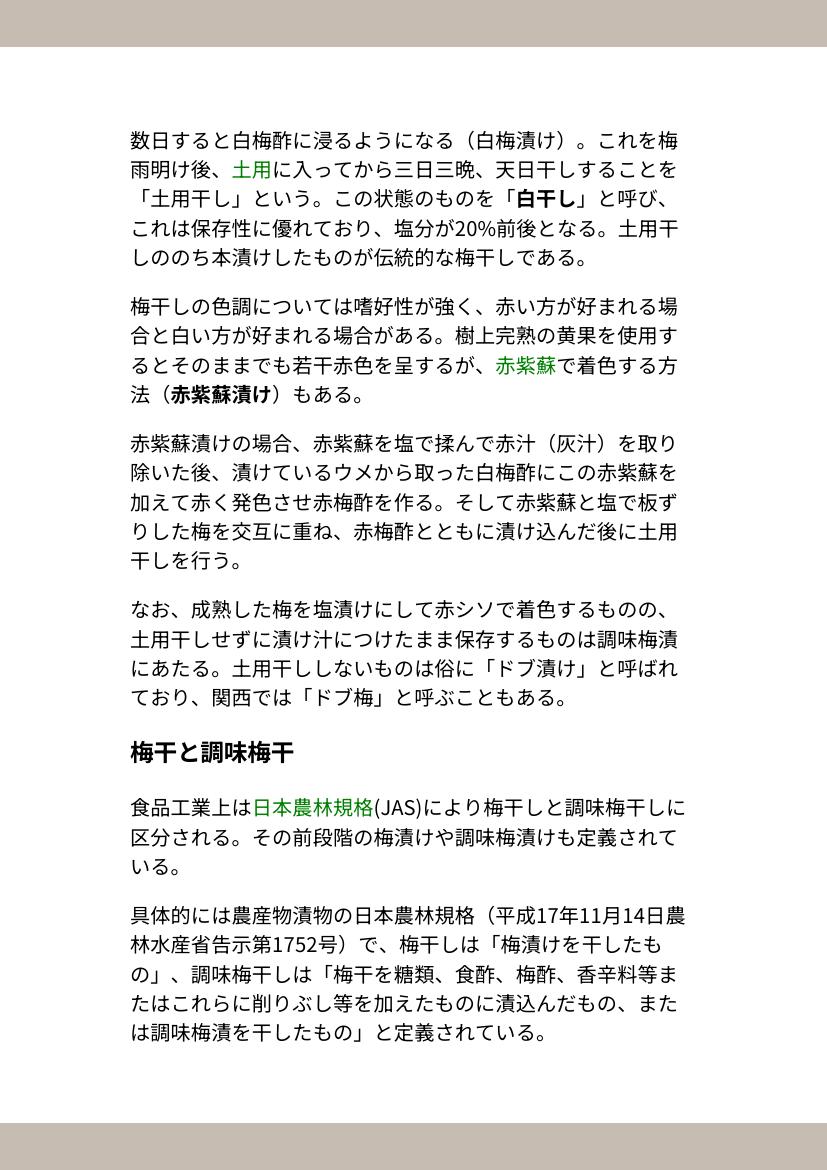 数日すると白梅酢に浸るようになる（白梅漬け）。これを梅
雨明け後、土用に入ってから三日三晩、天日干しすることを
「土用干し」という。この状態のものを「白干し」と呼び、
これは保存性に優れており、塩分が20%前後となる。土用干
しののち本漬けしたものが伝統的な梅干しである。
梅干しの色調については嗜好性が強く、赤い方が好まれる場
合と白い方が好まれる場合がある。樹上完熟の黄果を使用す
るとそのままでも若干赤色を呈するが、赤紫蘇で着色する方
法（赤紫蘇漬け）もある。
赤紫蘇漬けの場合、赤紫蘇を塩で揉んで赤汁（灰汁）を取り
除いた後、漬けているウメから取った白梅酢にこの赤紫蘇を
加えて赤く発色させ赤梅酢を作る。そして赤紫蘇と塩で板ず
りした梅を交互に重ね、赤梅酢とともに漬け込んだ後に土用
干しを行う。
なお、成熟した梅を塩漬けにして赤シソで着色するものの、
土用干しせずに漬け汁につけたまま保存するものは調味梅漬
にあたる。土用干ししないものは俗に「ドブ漬け」と呼ばれ
ており、関西では「ドブ梅」と呼ぶこともある。
梅干と調味梅干
食品工業上は日本農林規格(JAS)により梅干しと調味梅干しに
区分される。その前段階の梅漬けや調味梅漬けも定義されて
いる。
具体的には農産物漬物の日本農林規格（平成17年11月14日農
林水産省告示第1752号）で、梅干しは「梅漬けを干したも
の」、調味梅干しは「梅干を糖類、食酢、梅酢、香辛料等ま
たはこれらに削りぶし等を加えたものに漬込んだもの、また
は調味梅漬を干したもの」と定義されている。